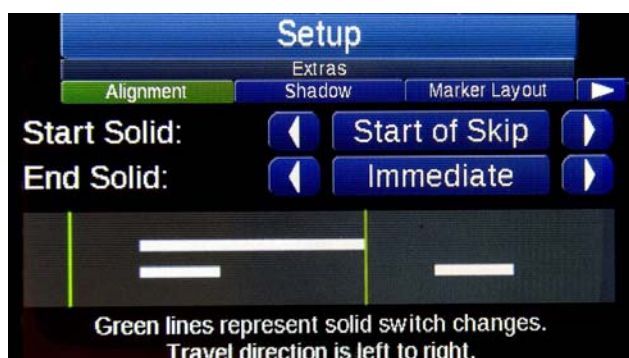 Setup
Extras
Alignment Shadow Marker Layout
Start Solid: Start of Skip
End Solid: Immediate
Green lines represent solid switch changes.
Travel direction is left to right.